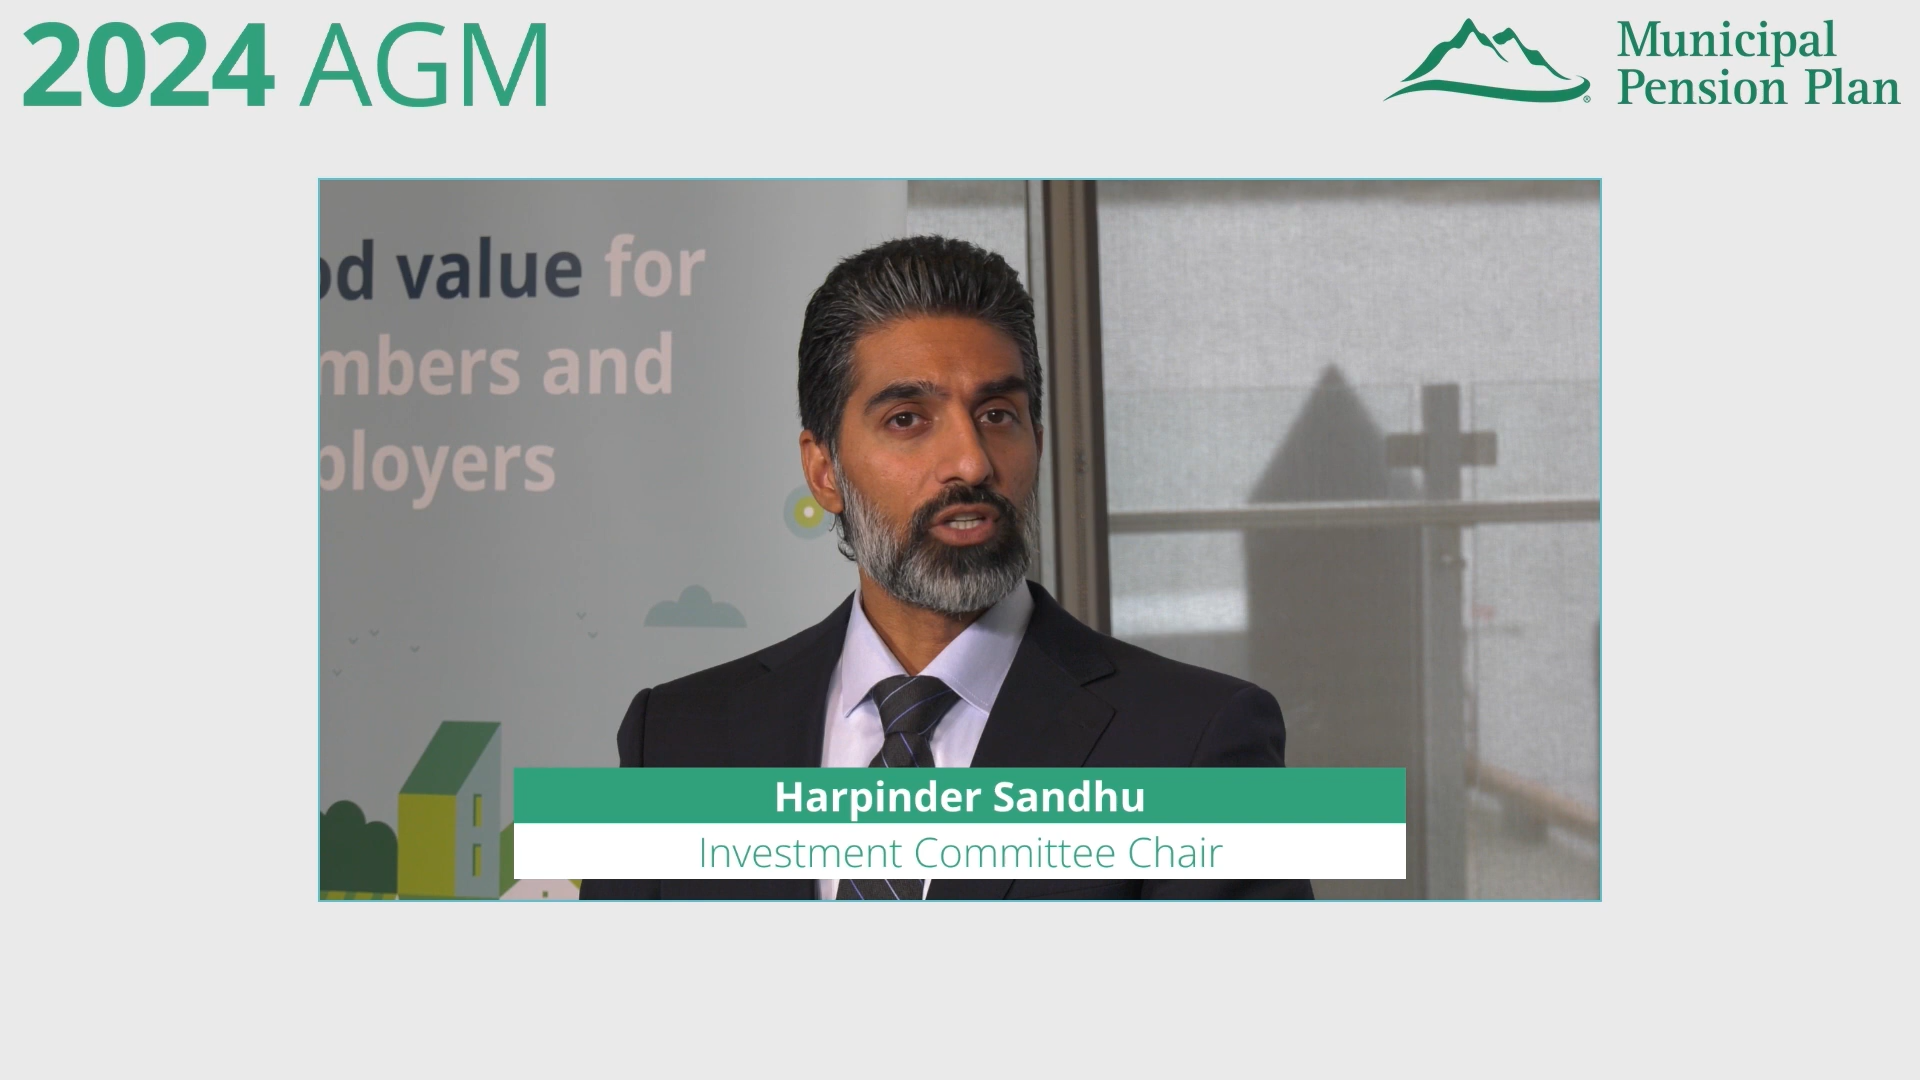 2024 AGM
Municipal
Pension Plan
od value for
mbers and
ployers
Harpinder Sandhu
Investment Committee Chair